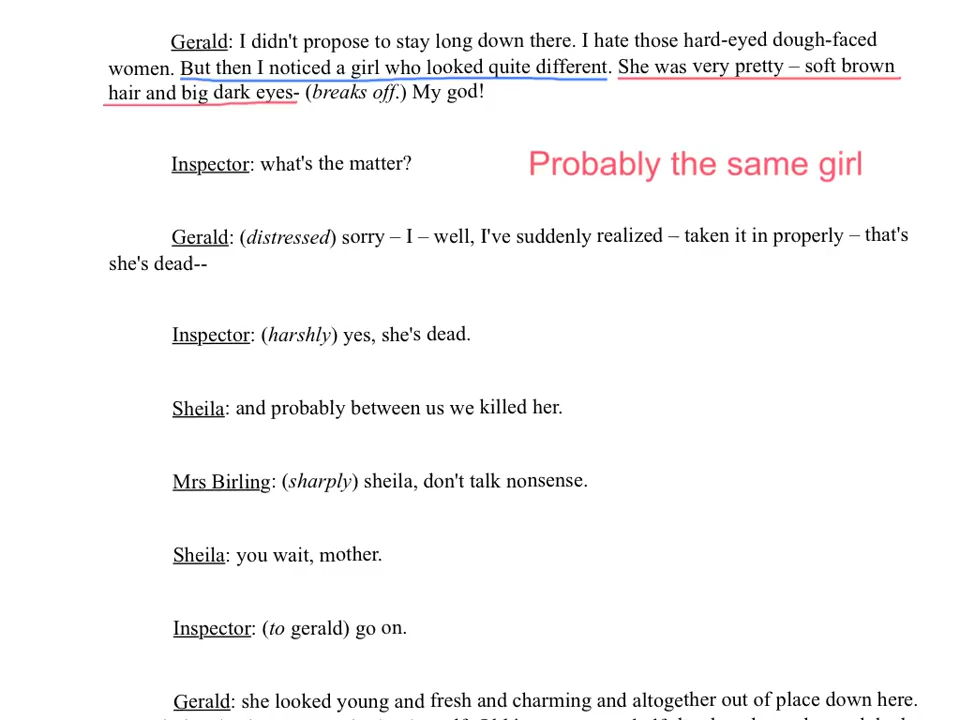 Gerald: I didn't propose to stay long down there. I hate those hard-eyed dough-faced
women. But then I noticed a girl who looked quite different. She was very pretty – soft brown
hair and big dark eyes- (breaks off.) My god!
Inspector: what's the matter?
Probably the same girl
Gerald: (distressed) sorry – I – well, I've suddenly realized – taken it in properly – that's
she's dead--
Inspector: (harshly) yes, she's dead.
Sheila: and probably between us we killed her.
Mrs Birling: (sharply) sheila, don't talk nonsense.
Sheila: you wait, mother.
Inspector: (to gerald) go on.
Gerald: she looked young and fresh and charming and altogether out of place down here.